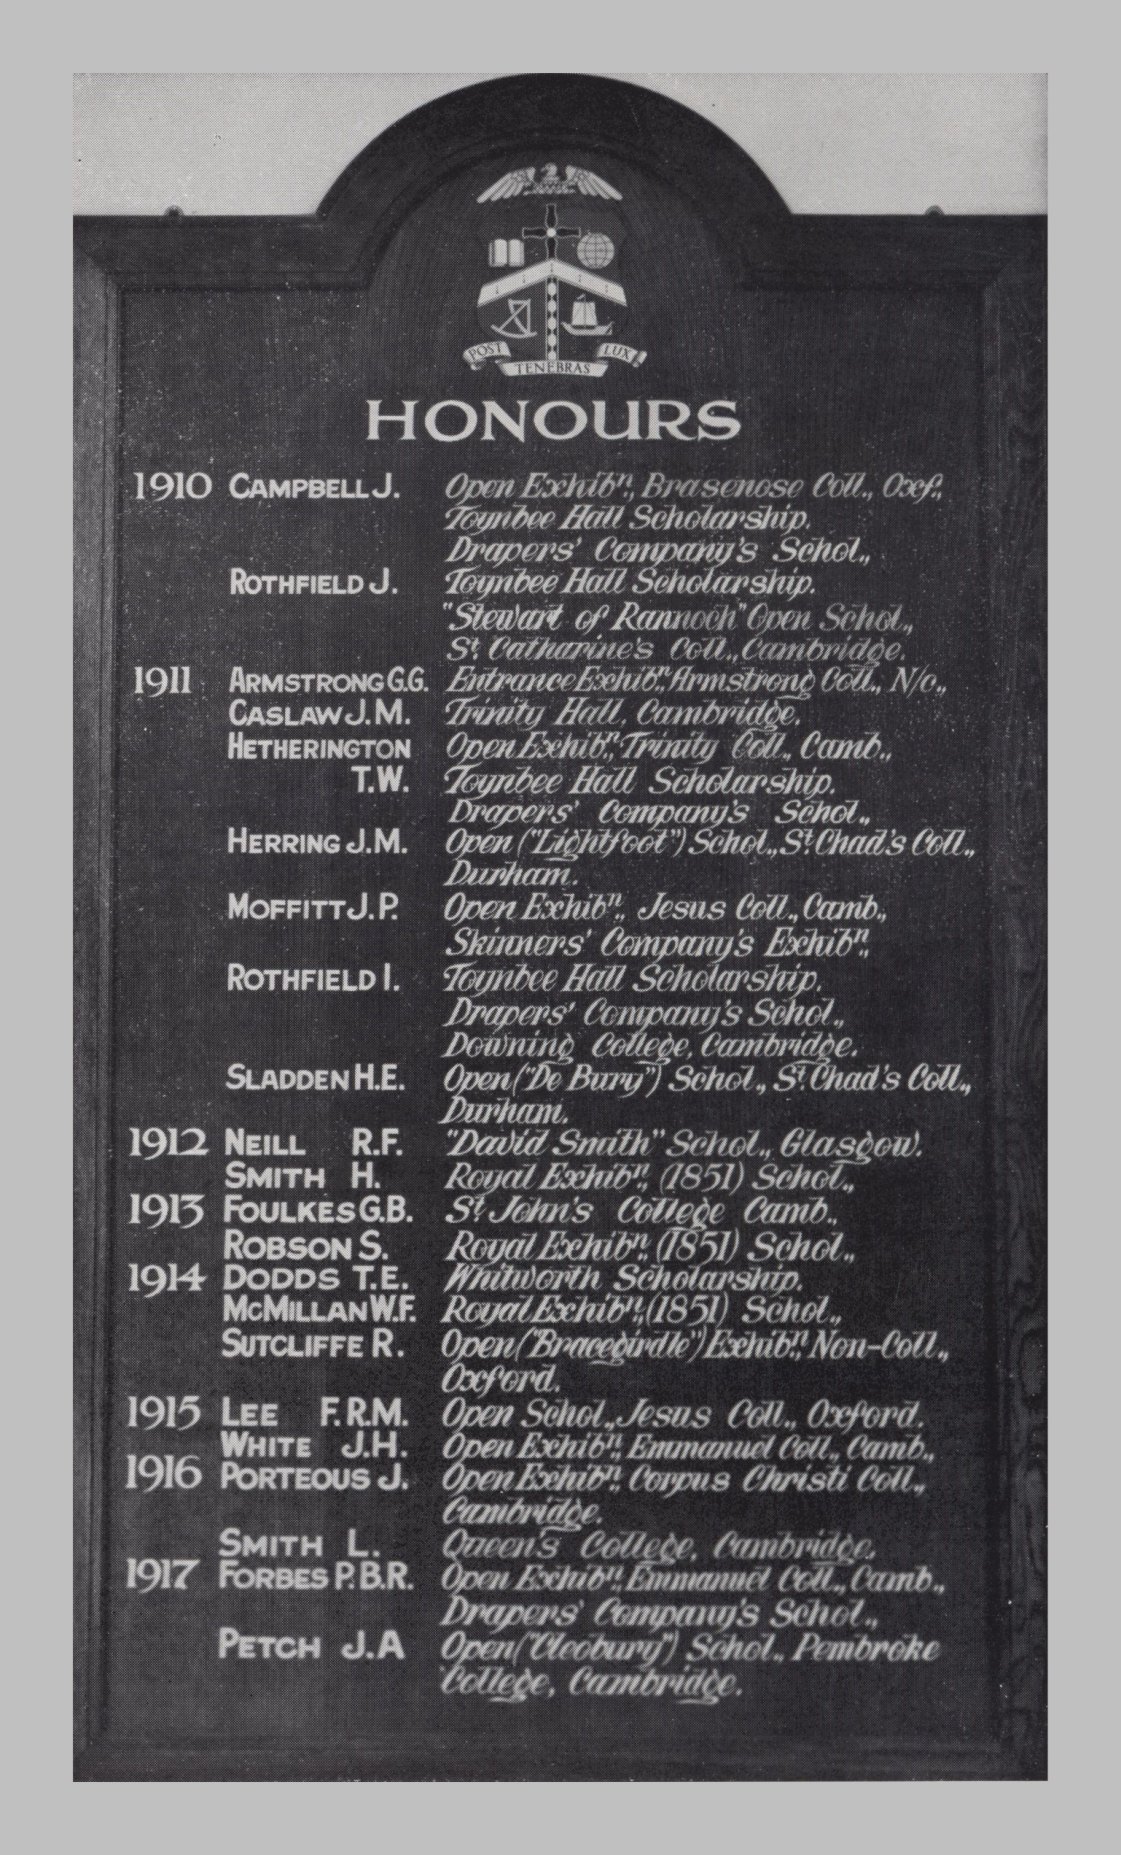 POST TENEBRAS LUX
HONOURS
1910 CAMPBELL J. Open Exhibn., Brasenose Coll., Oxf.,
Toynbee Hall Scholarship.
Drapers' Company's Schol.,
ROTHFIELD J. Toynbee Hall Scholarship.
"Stewart of Rannoch" Open Schol.,
St. Catharine's Coll., Cambridge.
1911 ARMSTRONG G.G. Entrance Exhibn., Armstrong Coll., N/c.,
CASLAW J.M. Trinity Hall, Cambridge.
HETHERINGTON Open Exhibn., Trinity Coll., Camb.,
T.W. Toynbee Hall Scholarship.
Drapers' Company's Schol.,
HERRING J.M. Open ("Lightfoot") Schol., St. Chad's Coll.,
Durham.
MOFFITT J.P. Open Exhibn., Jesus Coll., Camb.,
Skinners' Company's Exhibn.,
ROTHFIELD I. Toynbee Hall Scholarship.
Drapers' Company's Schol.,
Downing College, Cambridge.
SLADDEN H.E. Open ("De Bury") Schol., St. Chad's Coll.,
Durham.
1912 NEILL R.F. "David Smith" Schol., Glasgow.
SMITH H. Royal Exhibn., (1851) Schol.,
1913 FOULKES G.B. St. John's College Camb.,
ROBSON S. Royal Exhibn., (1851) Schol.,
1914 DODDS T.E. Whitworth Scholarship.
MCMILLAN W.F. Royal Exhibn., (1851) Schol.,
SUTCLIFFE R. Open ("Bracegirdle") Exhibn., Non-Coll.,
Oxford.
1915 LEE F.R.M. Open Schol., Jesus Coll., Oxford.
WHITE J.H. Open Exhibn., Emmanuel Coll., Camb.,
1916 PORTEOUS J. Open Exhibn., Corpus Christi Coll.,
Cambridge.
SMITH L. Queen's College, Cambridge.
1917 FORBES P.B.R. Open Exhibn., Emmanuel Coll., Camb.,
Drapers' Company's Schol.,
PETCH J.A Open ("Cleobury") Schol., Pembroke
College, Cambridge.